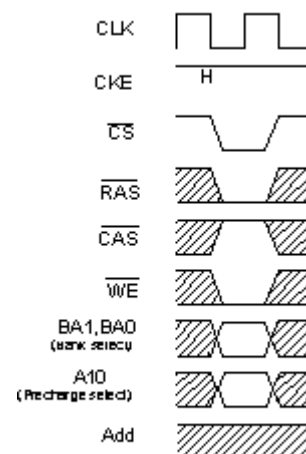 CLK
CKE
H
CS
RAS
CAS
WE
BA1,BA0
(Bank select)
A10
(Precharge select)
Add